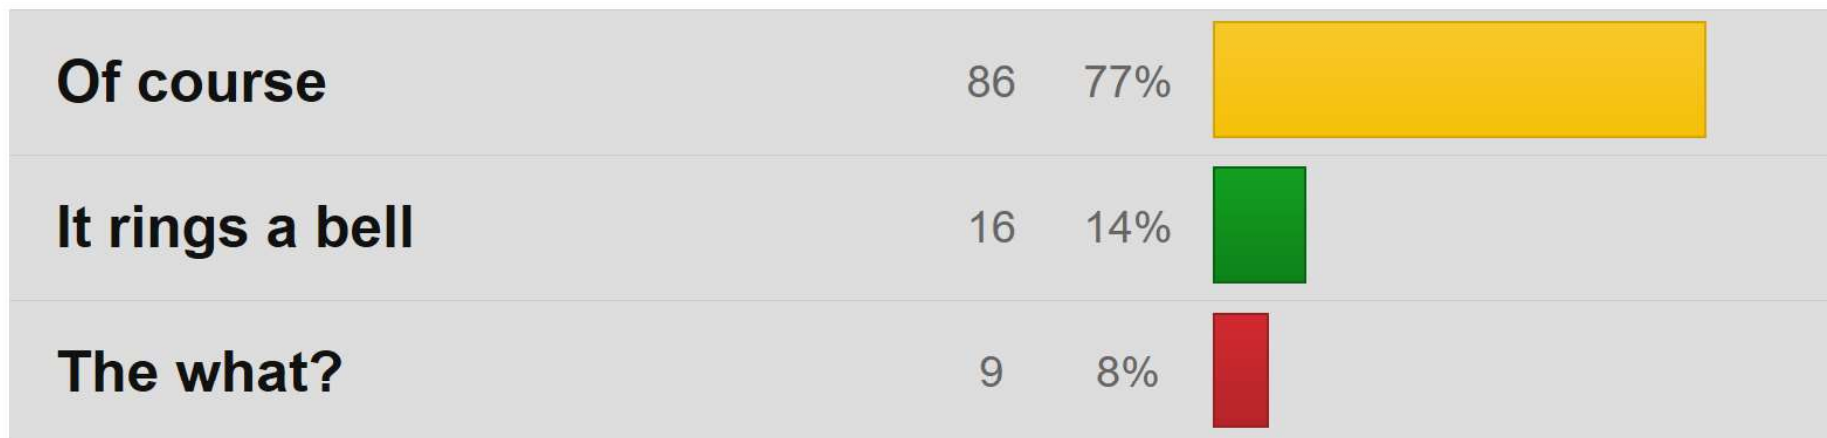 Of course 86 77%
It rings a bell 16 14%
The what? 9 8%